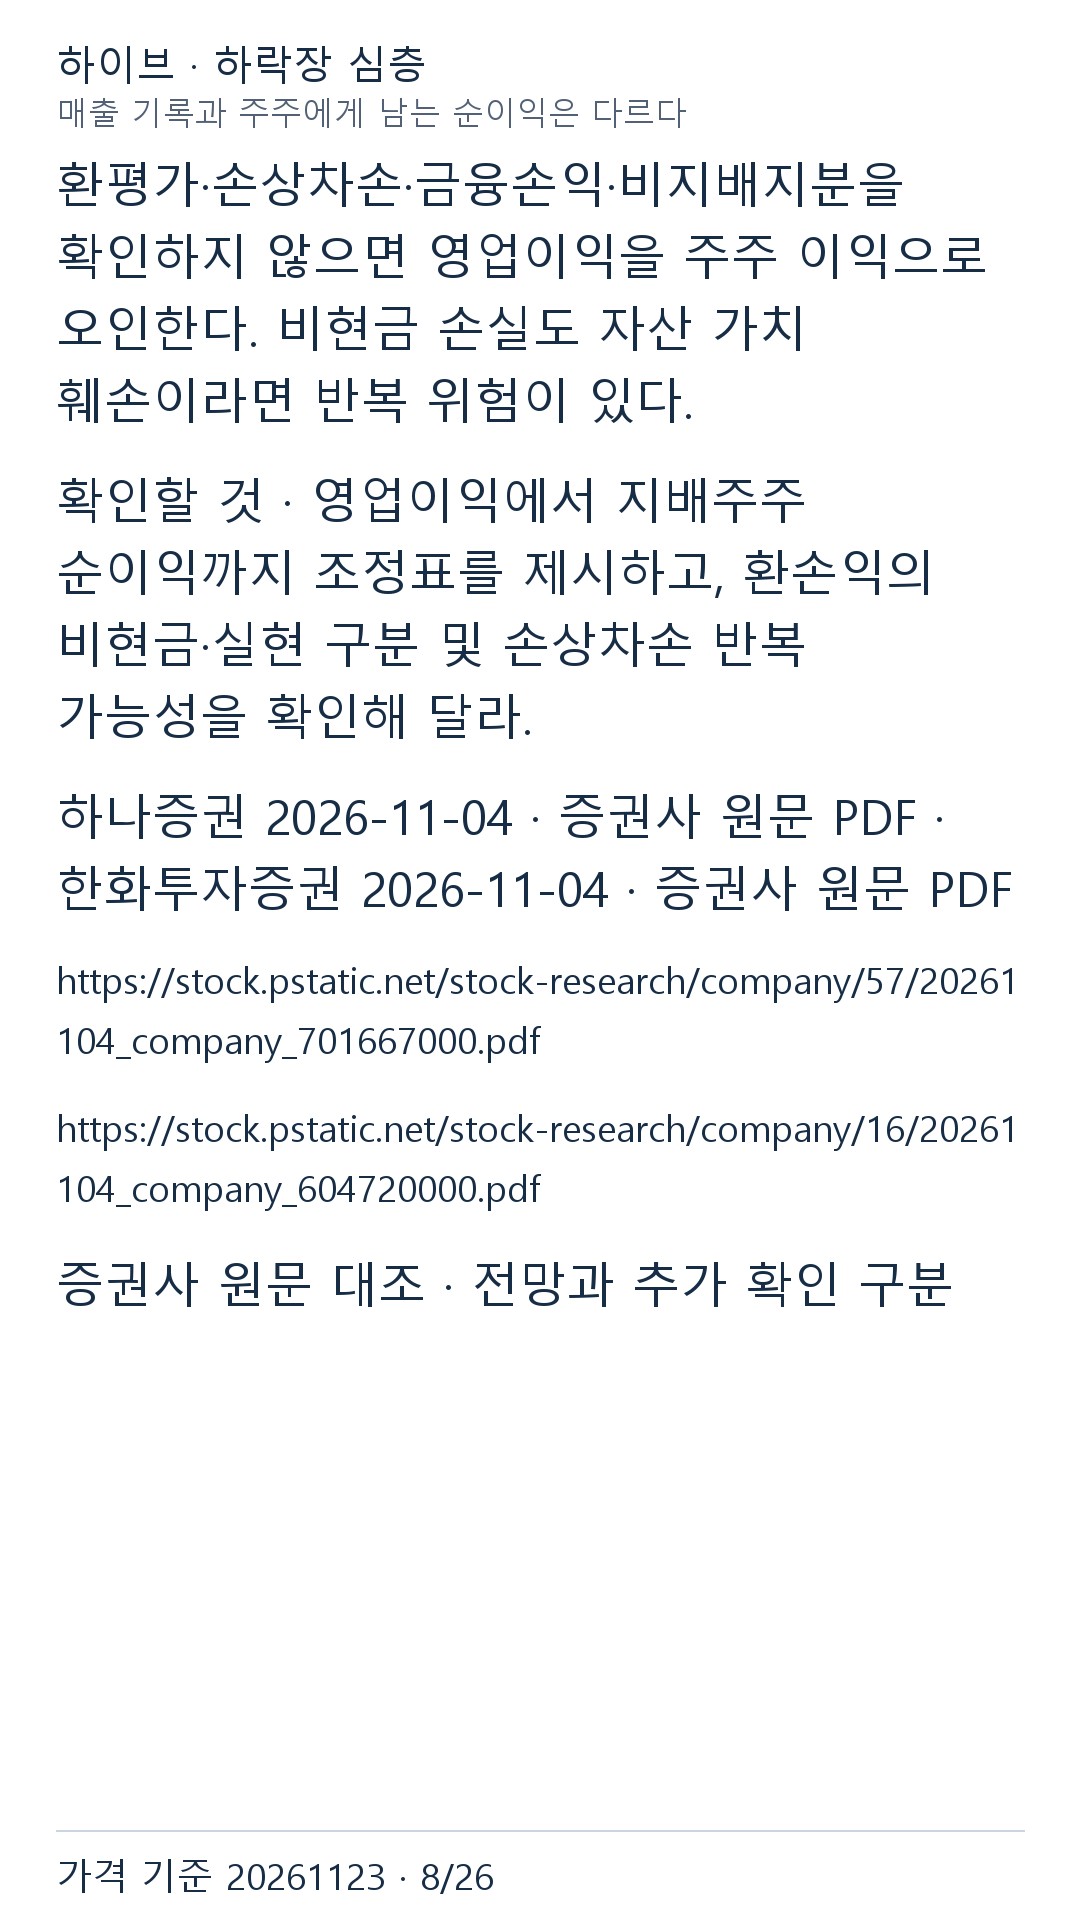 하이브 · 하락장 심층
매출 기록과 주주에게 남는 순이익은 다르다
환평가·손상차손·금융손익·비지배지분을
확인하지 않으면 영업이익을 주주 이익으로
오인한다. 비현금 손실도 자산 가치
훼손이라면 반복 위험이 있다.
확인할 것 · 영업이익에서 지배주주
순이익까지 조정표를 제시하고, 환손익의
비현금·실현 구분 및 손상차손 반복
가능성을 확인해 달라.
하나증권 2026-11-04 · 증권사 원문 PDF ·
한화투자증권 2026-11-04 · 증권사 원문 PDF
https://stock.pstatic.net/stock-research/company/57/20261
104_company_701667000.pdf
https://stock.pstatic.net/stock-research/company/16/20261
104_company_604720000.pdf
증권사 원문 대조 · 전망과 추가 확인 구분
가격 기준 20261123 · 8/26